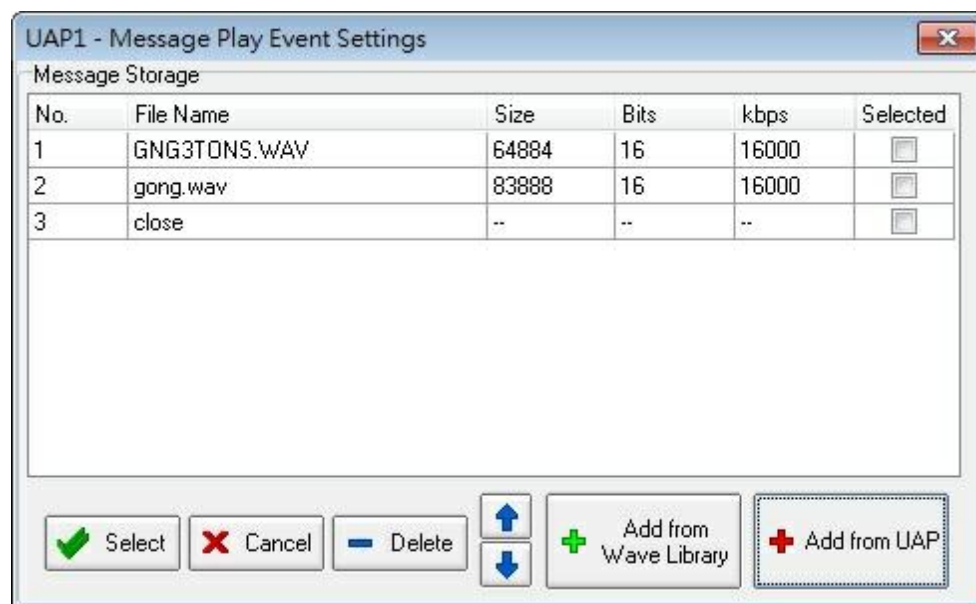 UAP1 - Message Play Event Settings
Message Storage
No. File Name Size Bits kbps Selected
1 GNG3TONS.WAV 64884 16 16000
2 gong.wav 83888 16 16000
3 close -- -- --
Select Cancel Delete Add from Wave Library Add from UAP